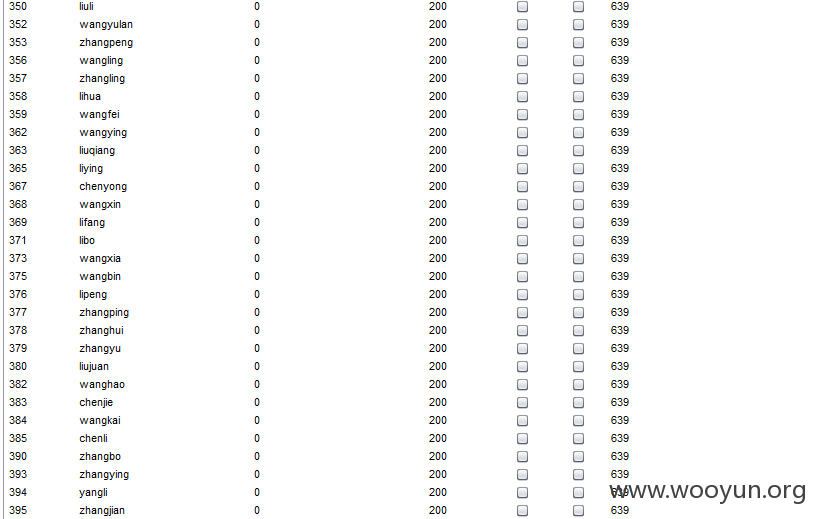 350 liuli 0 200 639
352 wangyulan 0 200 639
353 zhangpeng 0 200 639
356 wangling 0 200 639
357 zhangling 0 200 639
358 lihua 0 200 639
359 wangfei 0 200 639
362 wangying 0 200 639
363 liuqiang 0 200 639
365 liying 0 200 639
367 chenyong 0 200 639
368 wangxin 0 200 639
369 lifang 0 200 639
371 libo 0 200 639
373 wangxia 0 200 639
375 wangbin 0 200 639
376 lipeng 0 200 639
377 zhangping 0 200 639
378 zhanghui 0 200 639
379 zhangyu 0 200 639
380 liujuan 0 200 639
382 wanghao 0 200 639
383 chenjie 0 200 639
384 wangkai 0 200 639
385 chenli 0 200 639
390 zhangbo 0 200 639
393 zhangying 0 200 639
394 yangli 0 200 639
www.wooyun.org
395 zhangjian 0 200 639